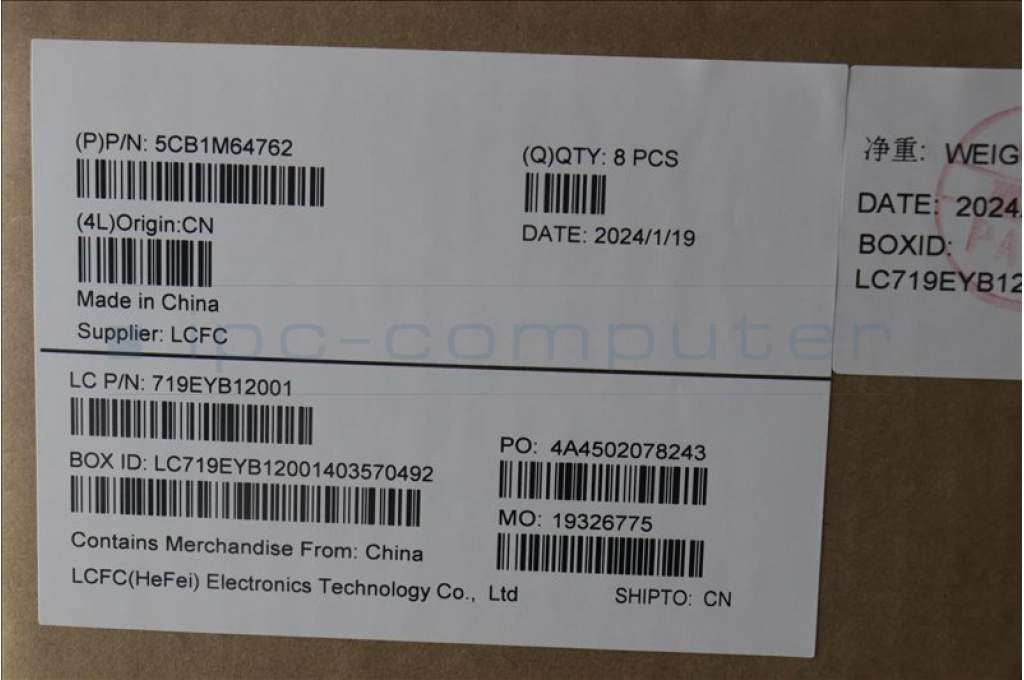 (P)P/N: 5CB1M64762
(Q)QTY: 8 PCS
(4L)Origin:CN
DATE: 2024/1/19
Made in China
Supplier: LCFC
ipc-computer
LC P/N: 719EYB12001
PO: 4A4502078243
BOX ID: LC719EYB12001403570492
MO: 19326775
Contains Merchandise From: China
LCFC(HeFei) Electronics Technology Co., Ltd
SHIPTO: CN
净重: WEIG
DATE: 2024
BOXID:
LC719EYB12
PA